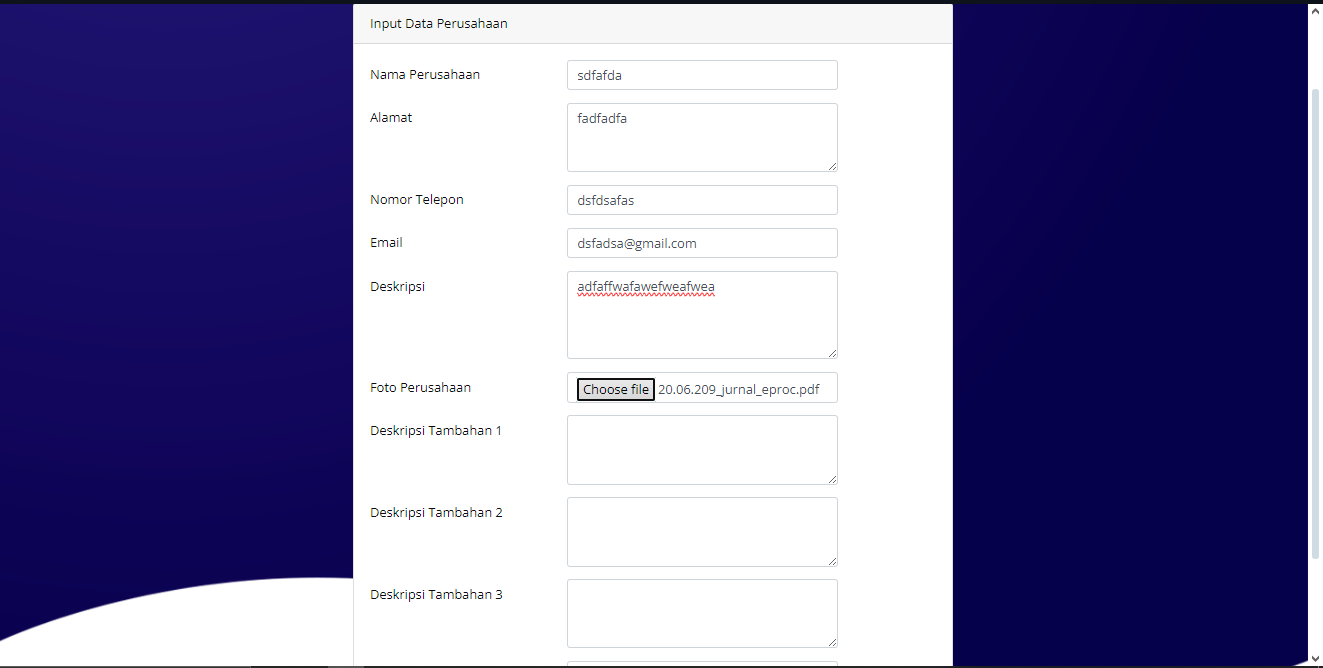 Input Data Perusahaan
Nama Perusahaan
sdfafda
Alamat
fadfadfa
Nomor Telepon
dsfdsafas
Email
dsfadsa@gmail.com
Deskripsi
adfaffwafawefweafwea
Foto Perusahaan
Choose file 20.06.209_jurnal_eproc.pdf
Deskripsi Tambahan 1
Deskripsi Tambahan 2
Deskripsi Tambahan 3